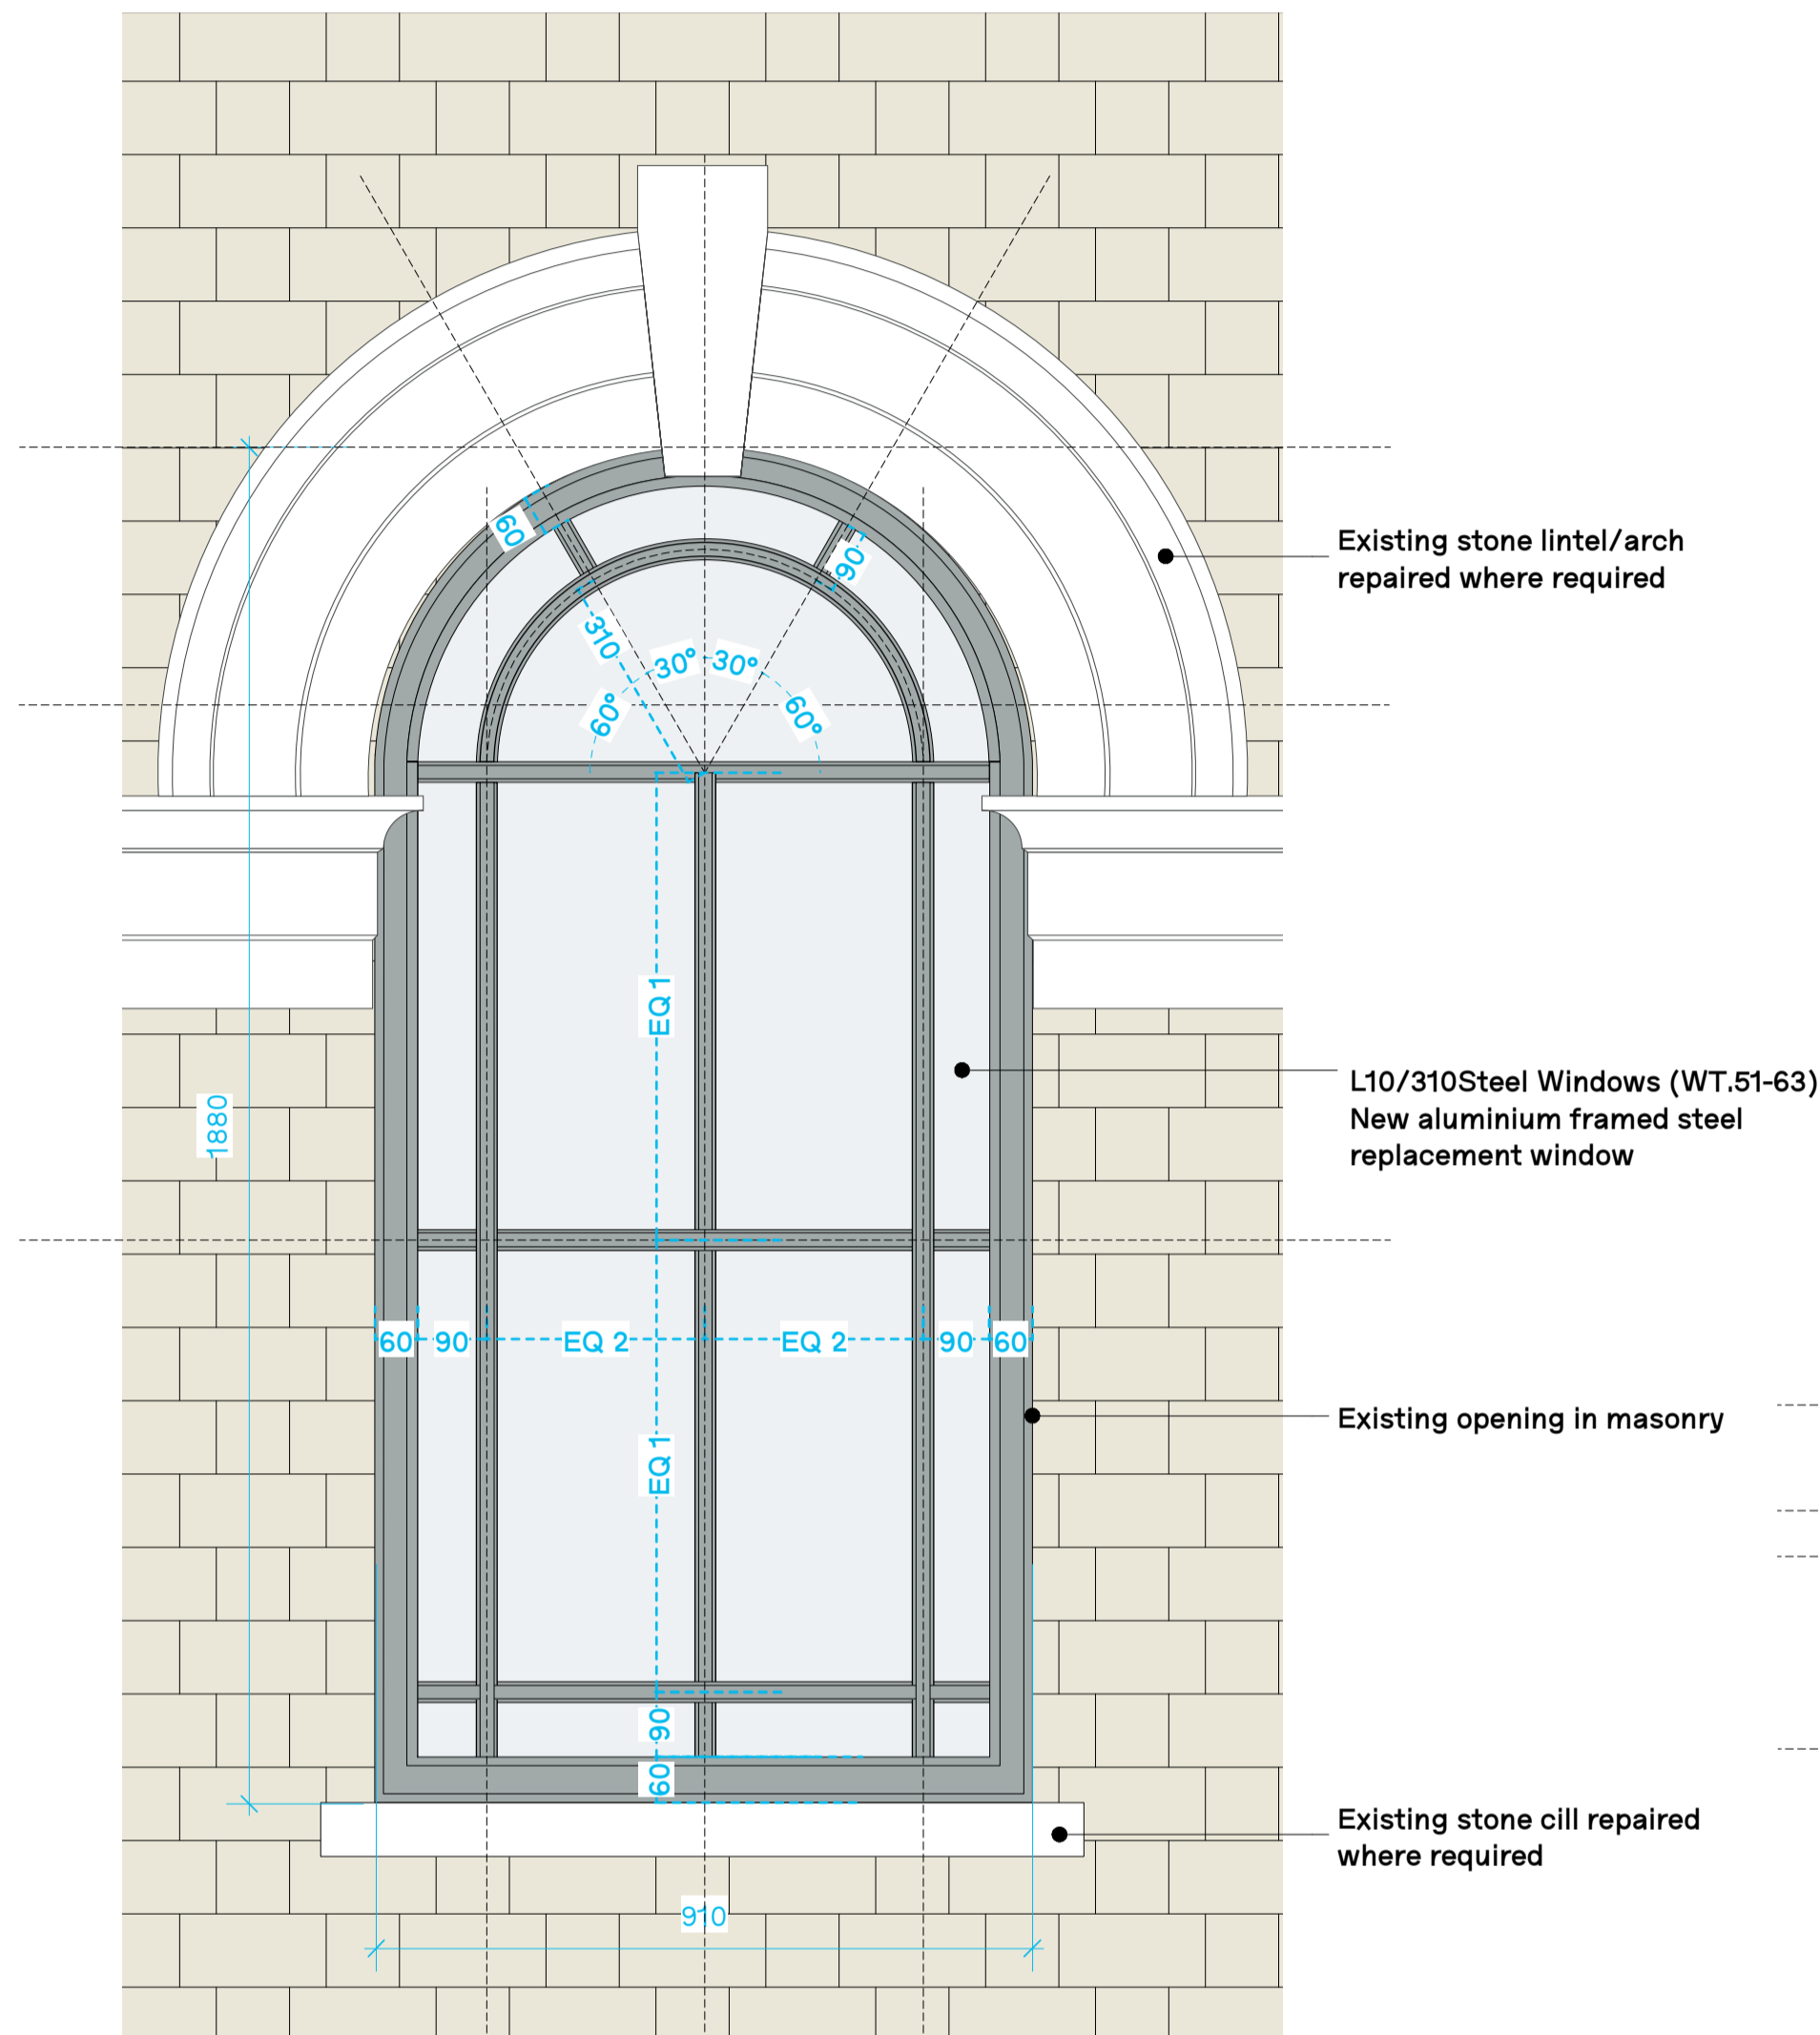 60
90
310
30°
30°
60°
60°
Existing stone lintel/arch
repaired where required
EQ 1
L10/310Steel Windows (WT.51-63)
New aluminium framed steel
replacement window
1880
60
90
EQ 2
EQ 2
90
60
Existing opening in masonry
EQ 1
90
60
Existing stone cill repaired
where required
910